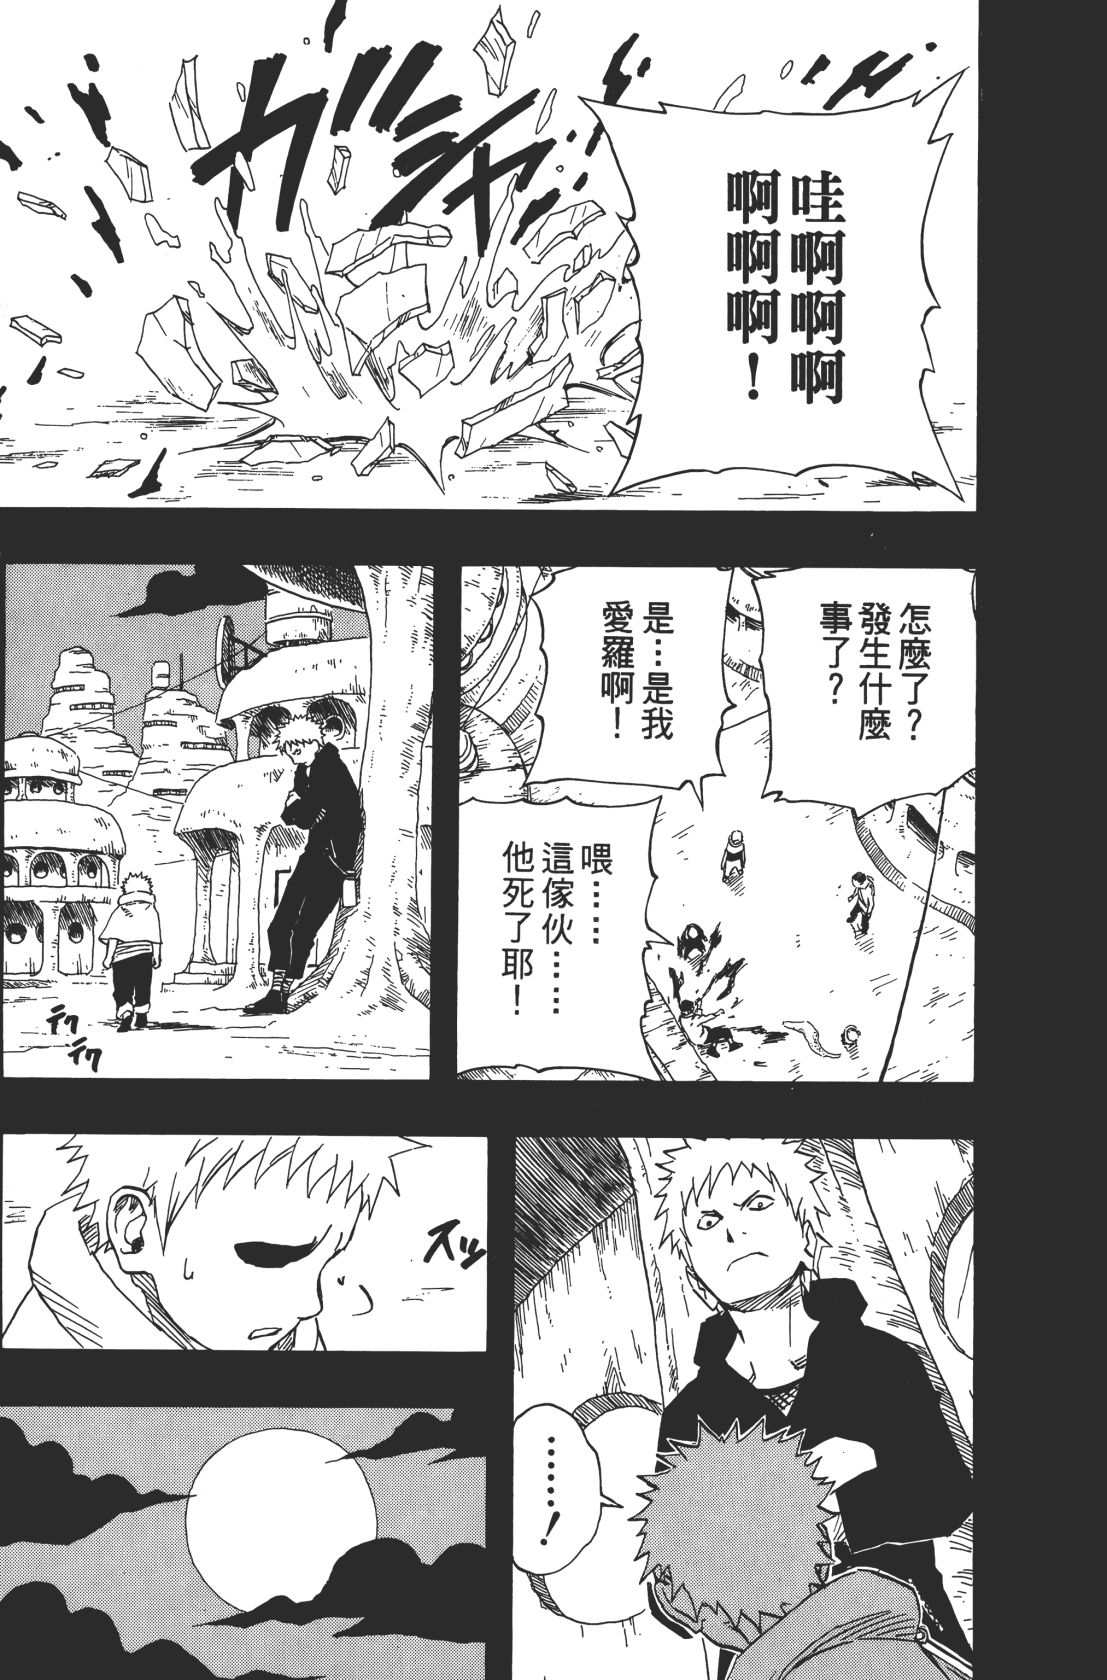 哇啊啊啊
啊啊啊！
ガシャ
怎麼了？
發生什麼
事了？
是…是我
愛羅啊！
喂……
這傢伙……
他死了耶！
テク
テク
……！
スッ